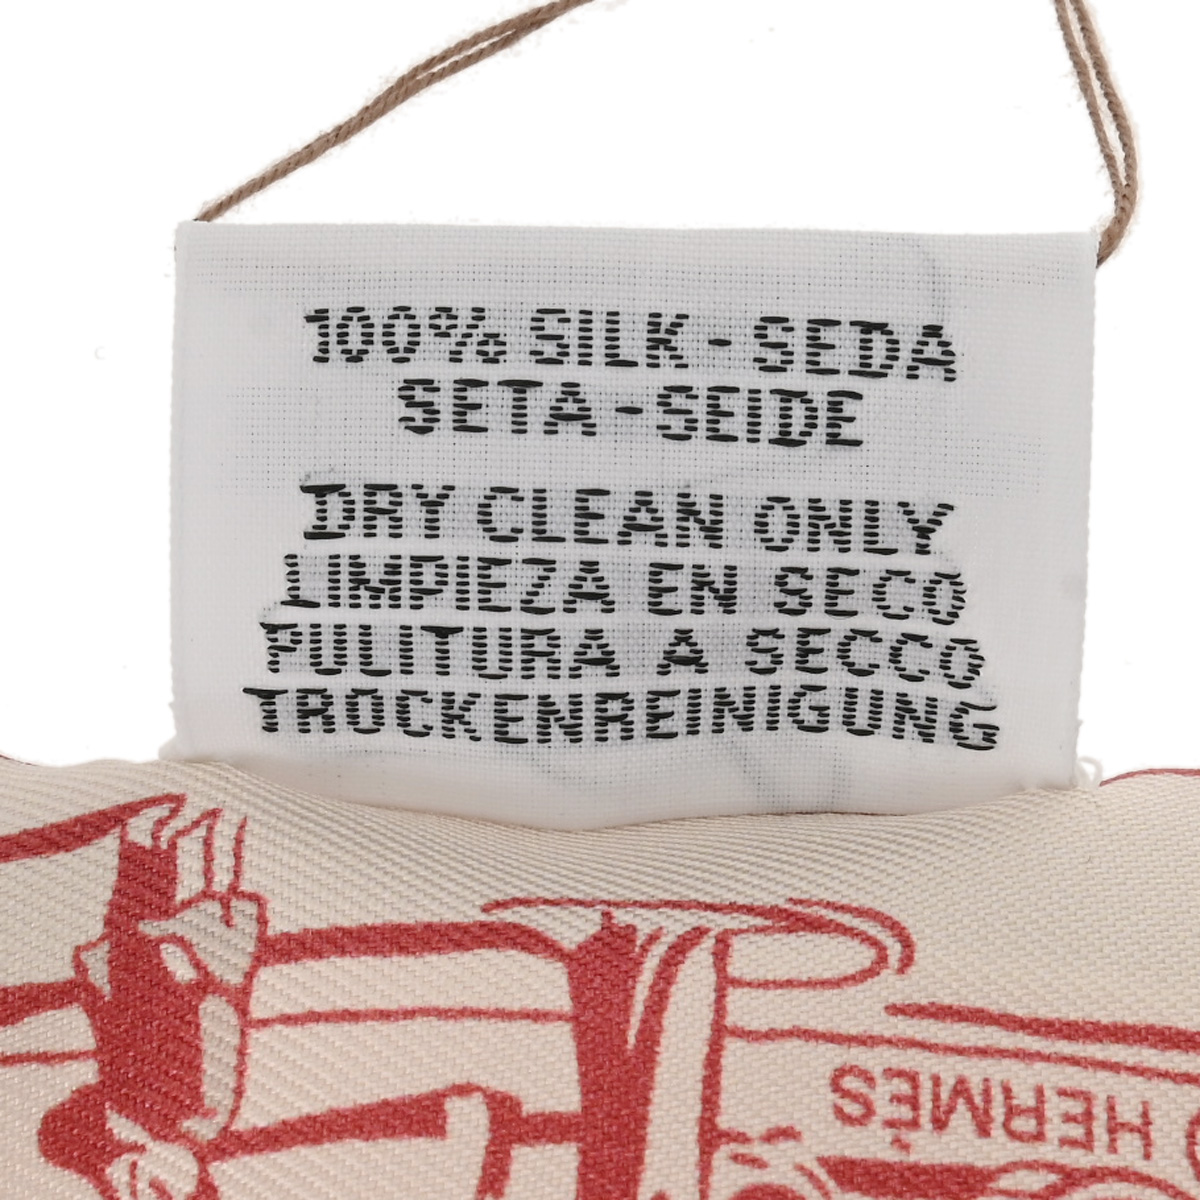 100% SILK - SEDA
SETA - SEIDE
DRY CLEAN ONLY
LIMPIEZA EN SECO
PULITURA A SECCO
TROCKENREINIGUNG
HERMÈS